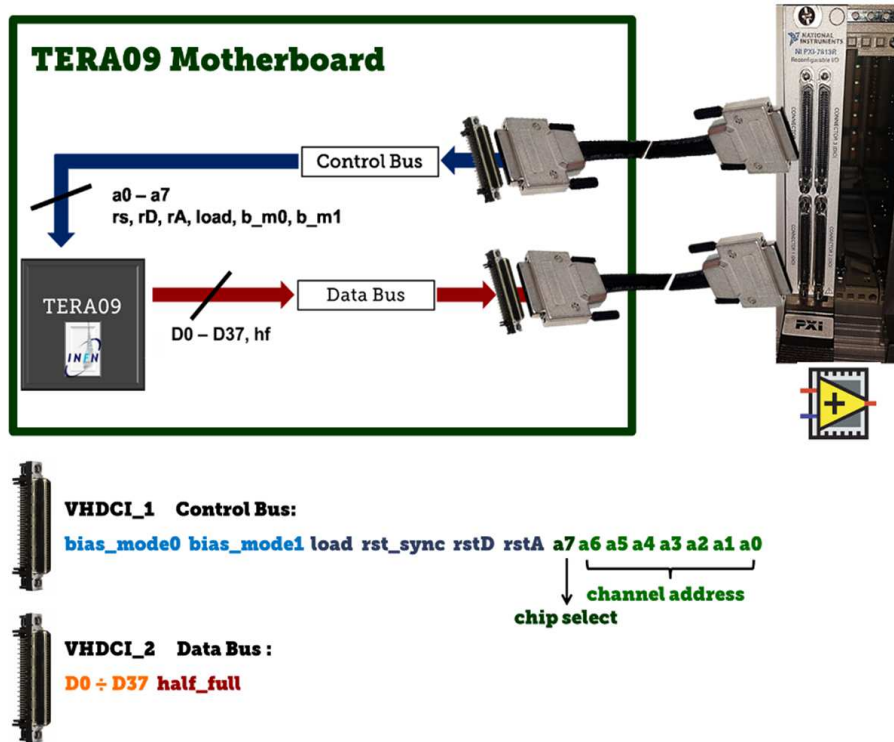 TERA09 Motherboard
NATIONAL
INSTRUMENTS
NI PXI-7813R
Reconfigurable I/O
Control Bus
a0 – a7
rs, rD, rA, load, b_m0, b_m1
TERA09
INFN
Data Bus
D0 – D37, hf
PXI
VHDCI_1 Control Bus:
bias_mode0 bias_mode1 load rst_sync rstD rstA a7 a6 a5 a4 a3 a2 a1 a0
channel address
chip select
VHDCI_2 Data Bus :
D0 ÷ D37 half_full